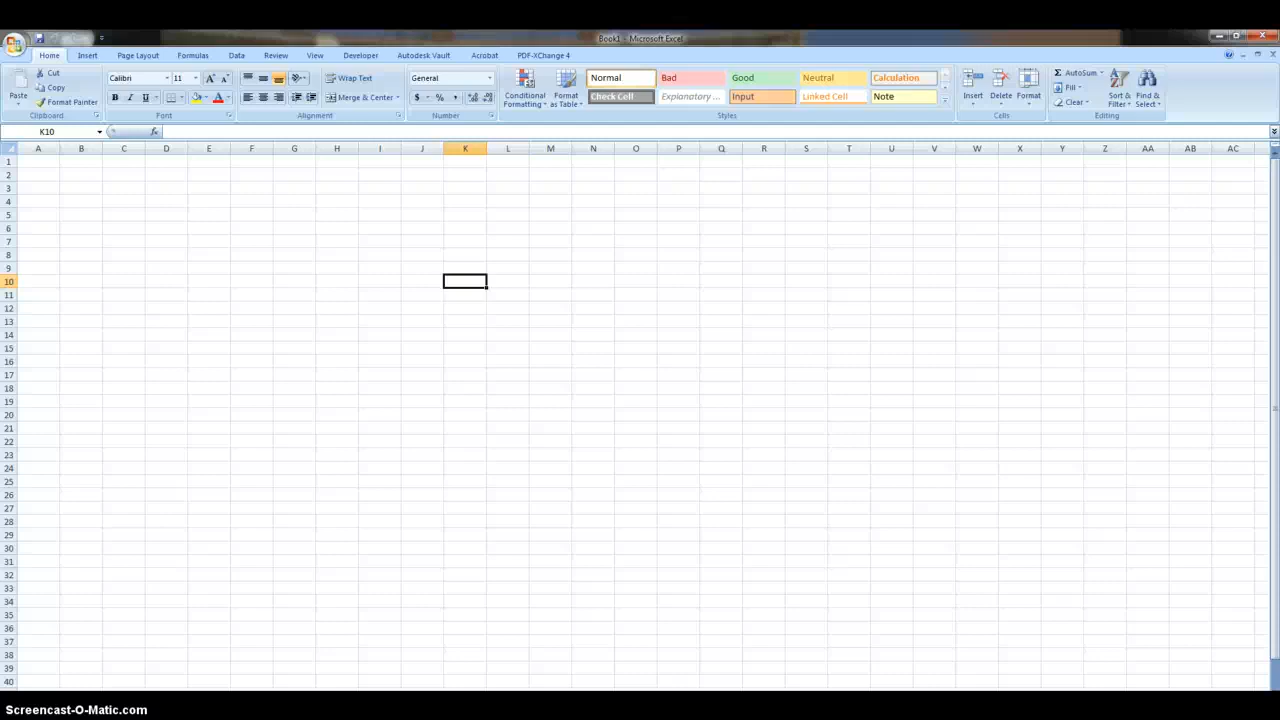 Book1 - Microsoft Excel
Home Insert Page Layout Formulas Data Review View Developer Autodesk Vault Acrobat PDF-XChange 4
Paste Cut Copy Format Painter Clipboard
Calibri 11 B I U A A A Font
Wrap Text Merge & Center Alignment
General $ % , Number
Conditional Formatting Format as Table
Normal Bad Good Neutral Calculation
Check Cell Explanatory ... Input Linked Cell Note
Styles
Insert Delete Format Cells
Σ AutoSum Fill Clear Sort & Filter Find & Select Editing
K10 fx
A B C D E F G H I J K L M N O P Q R S T U V W X Y Z AA AB AC
1
2
3
4
5
6
7
8
9
10
11
12
13
14
15
16
17
18
19
20
21
22
23
24
25
26
27
28
29
30
31
32
33
34
35
36
37
38
39
40
Screencast-O-Matic.com